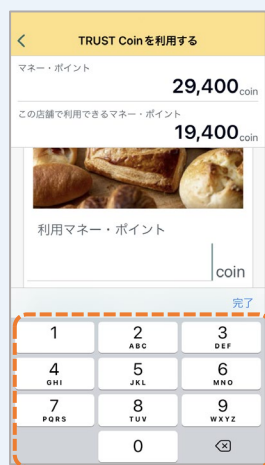 TRUST Coinを利用する
マネー・ポイント
29,400coin
この店舗で利用できるマネー・ポイント
19,400coin
利用マネー・ポイント
coin
完了
1
2
ABC
3
DEF
4
GHI
5
JKL
6
MNO
7
PQRS
8
TUV
9
WXYZ
0